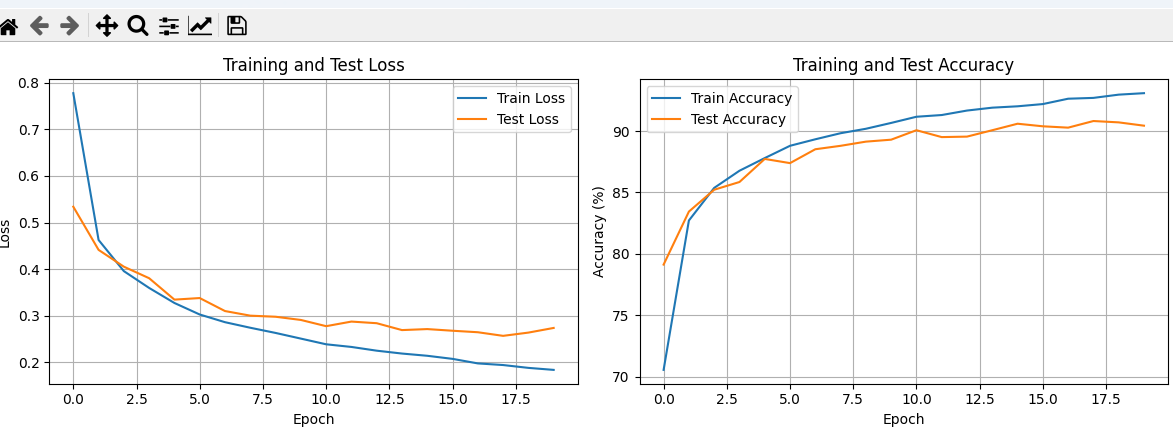 Training and Test Loss
Train Loss
Test Loss
0.8
0.7
0.6
0.5
0.4
0.3
0.2
Loss
0.0 2.5 5.0 7.5 10.0 12.5 15.0 17.5
Epoch
Training and Test Accuracy
Train Accuracy
Test Accuracy
90
85
80
75
70
Accuracy (%)
0.0 2.5 5.0 7.5 10.0 12.5 15.0 17.5
Epoch